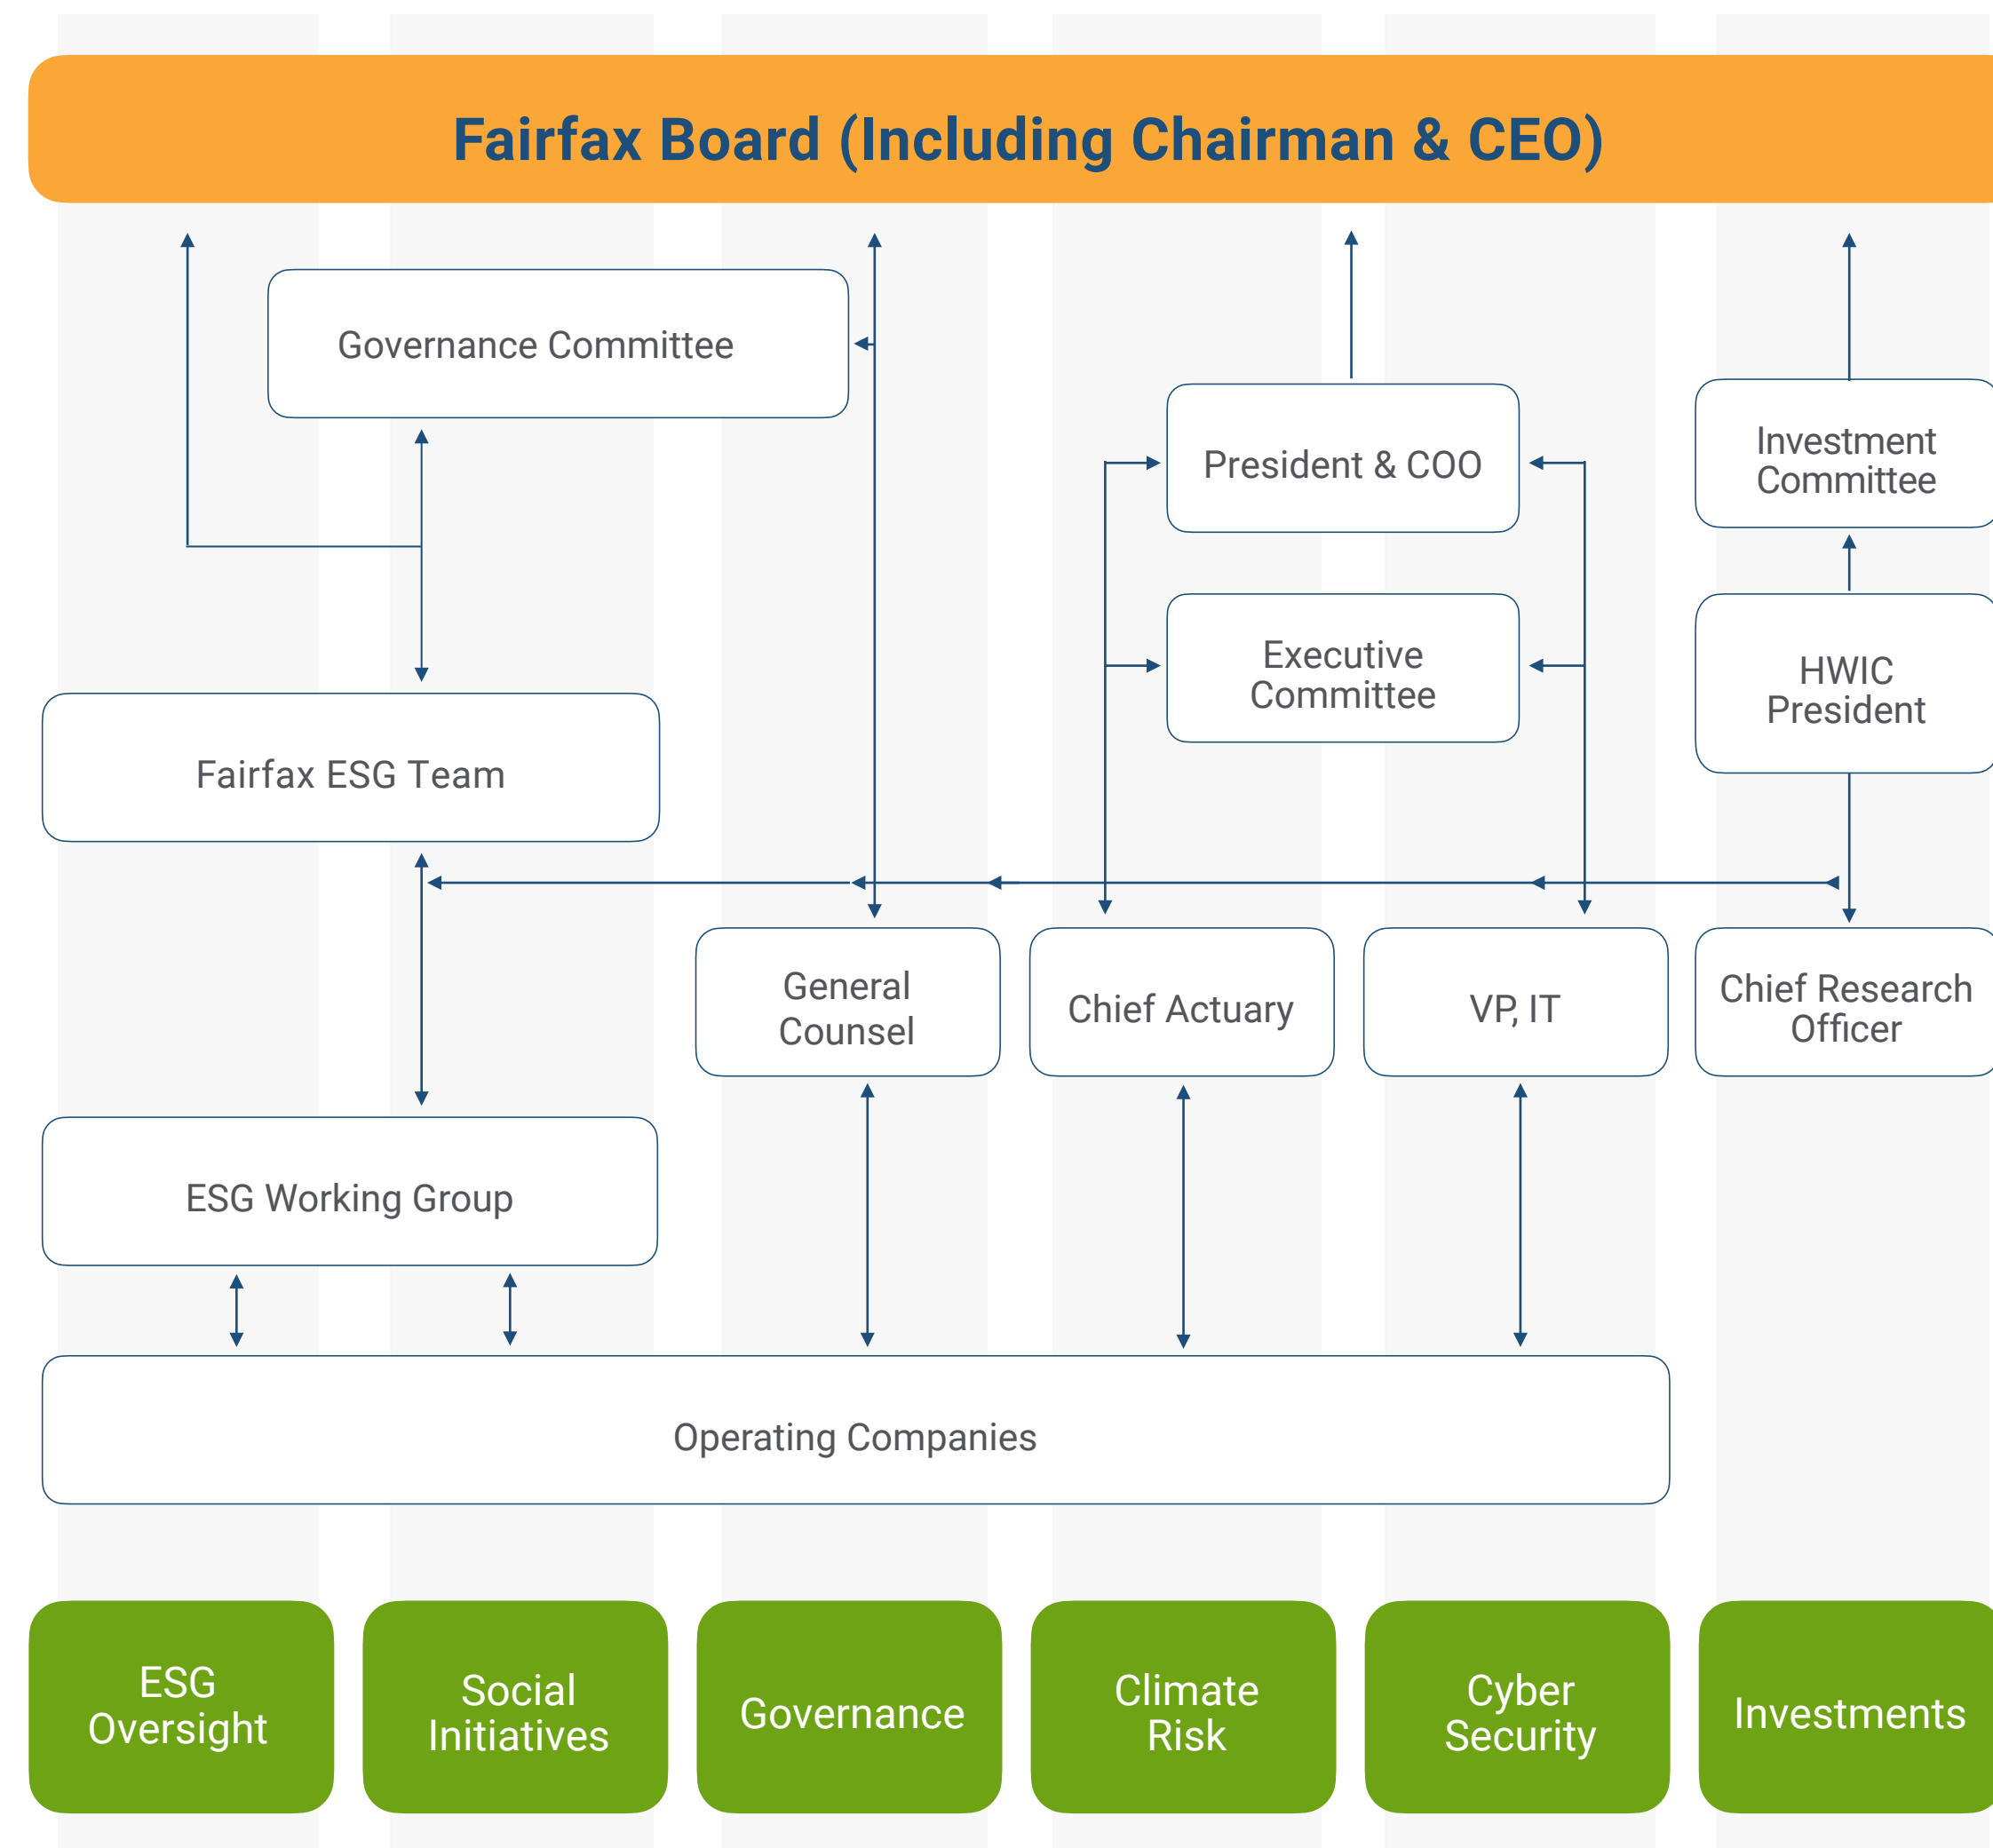 Fairfax Board (Including Chairman & CEO)
Governance Committee
President & COO
Investment
Committee
Executive
Committee
HWIC
President
Fairfax ESG Team
General
Counsel
Chief Actuary
VP, IT
Chief Research
Officer
ESG Working Group
Operating Companies
ESG
Oversight
Social
Initiatives
Governance
Climate
Risk
Cyber
Security
Investments